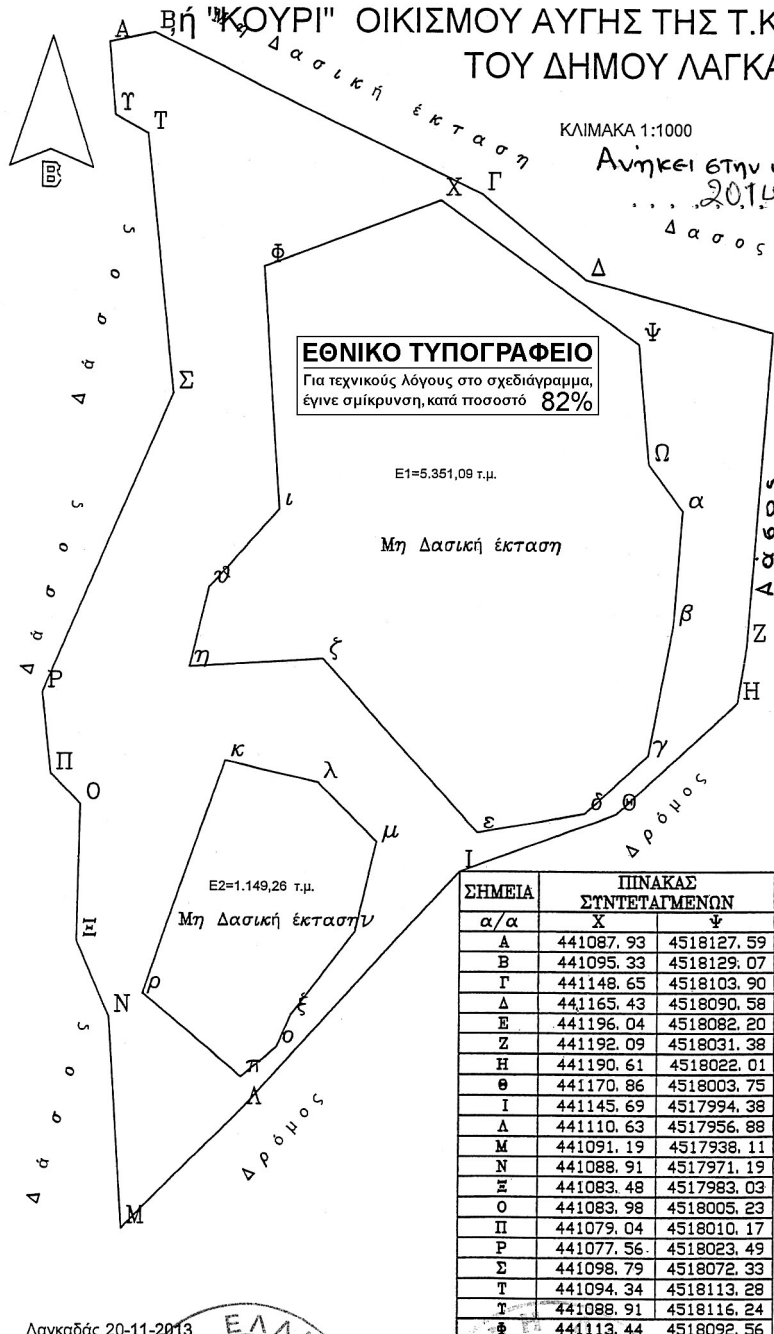 ή "ΚΟΥΡΙ" ΟΙΚΙΣΜΟΥ ΑΥΓΗΣ ΤΗΣ Τ.Κ
ΤΟΥ ΔΗΜΟΥ ΛΑΓΚΑ
ΚΛΙΜΑΚΑ 1:1000
Ανήκει στην
2014
Μη Δασική έκταση
Δασος
Α
Β
Υ
Τ
Β
Χ
Γ
Φ
Δ
Ψ
Δάσος
ΕΘΝΙΚΟ ΤΥΠΟΓΡΑΦΕΙΟ
Για τεχνικούς λόγους στο σχεδιάγραμμα,
έγινε σμίκρυνση, κατά ποσοστό 82%
Σ
Ω
Ε1=5.351,09 τ.μ.
α
ι
Μη Δασική έκταση
Δάσος
Δάσος
ϑ
β
Ζ
η
ζ
Ρ
Η
κ
γ
Π
λ
Ο
δ
Θ
ε
μ
Δρόμος
Ι
Ε2=1.149,26 τ.μ.
Μη Δασική έκταση
ν
Ξ
ρ
Ν
ξ
ο
π
Λ
Δρόμος
Δάσος
Μ
ΣΗΜΕΙΑ ΠΙΝΑΚΑΣ ΣΥΝΤΕΤΑΓΜΕΝΩΝ
α/α Χ Ψ
Α 441087.93 4518127.59
Β 441095.33 4518129.07
Γ 441148.65 4518103.90
Δ 441165.43 4518090.58
Ε 441196.04 4518082.20
Ζ 441192.09 4518031.38
Η 441190.61 4518022.01
Θ 441170.86 4518003.75
Ι 441145.69 4517994.38
Λ 441110.63 4517956.88
Μ 441091.19 4517938.11
Ν 441088.91 4517971.19
Ξ 441083.48 4517983.03
Ο 441083.98 4518005.23
Π 441079.04 4518010.17
Ρ 441077.56 4518023.49
Σ 441098.79 4518072.33
Τ 441094.34 4518113.28
Υ 441088.91 4518116.24
Φ 441113.44 4518092.56
Λαγκαδάς 20-11-2013